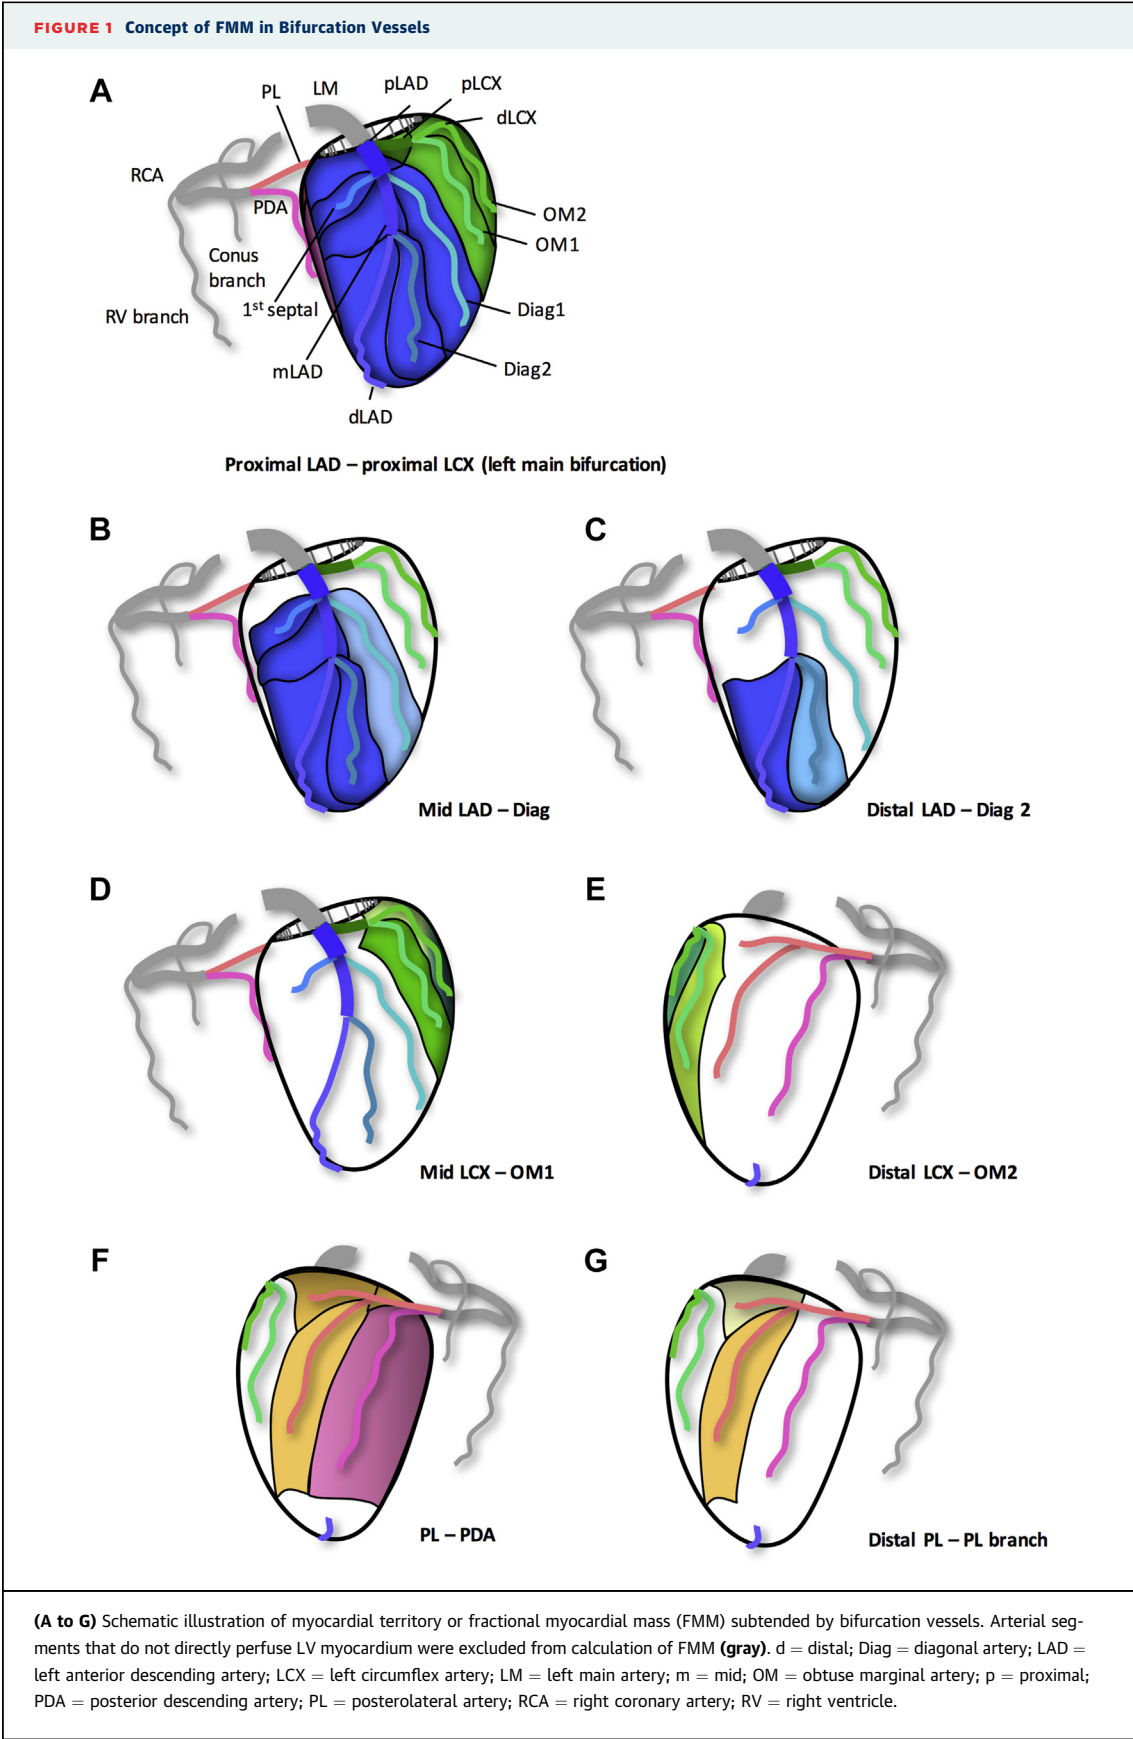 FIGURE 1 Concept of FMM in Bifurcation Vessels
A
PL
LM
pLAD
pLCX
dLCX
RCA
PDA
OM2
OM1
Conus
branch
1st septal
RV branch
Diag1
mLAD
Diag2
dLAD
Proximal LAD – proximal LCX (left main bifurcation)
B
C
Mid LAD – Diag
Distal LAD – Diag 2
D
E
Mid LCX – OM1
Distal LCX – OM2
F
G
PL – PDA
Distal PL – PL branch
(A to G) Schematic illustration of myocardial territory or fractional myocardial mass (FMM) subtended by bifurcation vessels. Arterial seg-
ments that do not directly perfuse LV myocardium were excluded from calculation of FMM (gray). d = distal; Diag = diagonal artery; LAD =
left anterior descending artery; LCX = left circumflex artery; LM = left main artery; m = mid; OM = obtuse marginal artery; p = proximal;
PDA = posterior descending artery; PL = posterolateral artery; RCA = right coronary artery; RV = right ventricle.